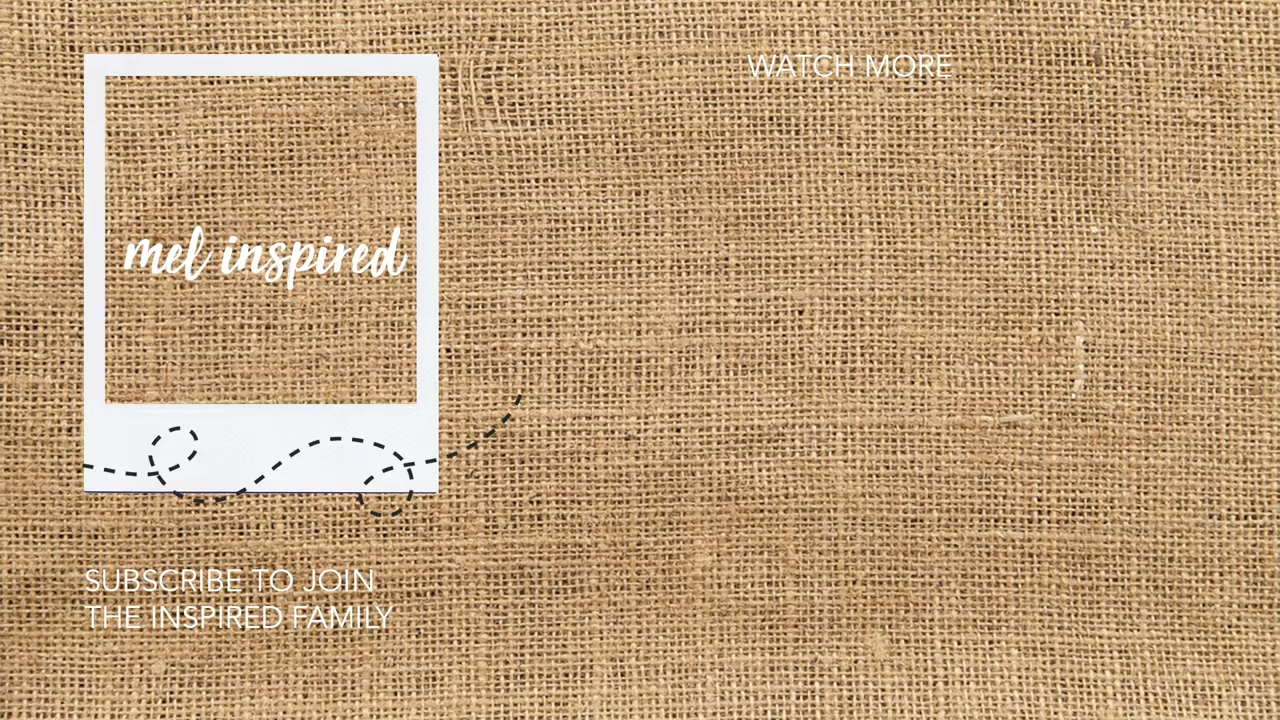 WATCH MORE
mel inspired
SUBSCRIBE TO JOIN
THE INSPIRED FAMILY